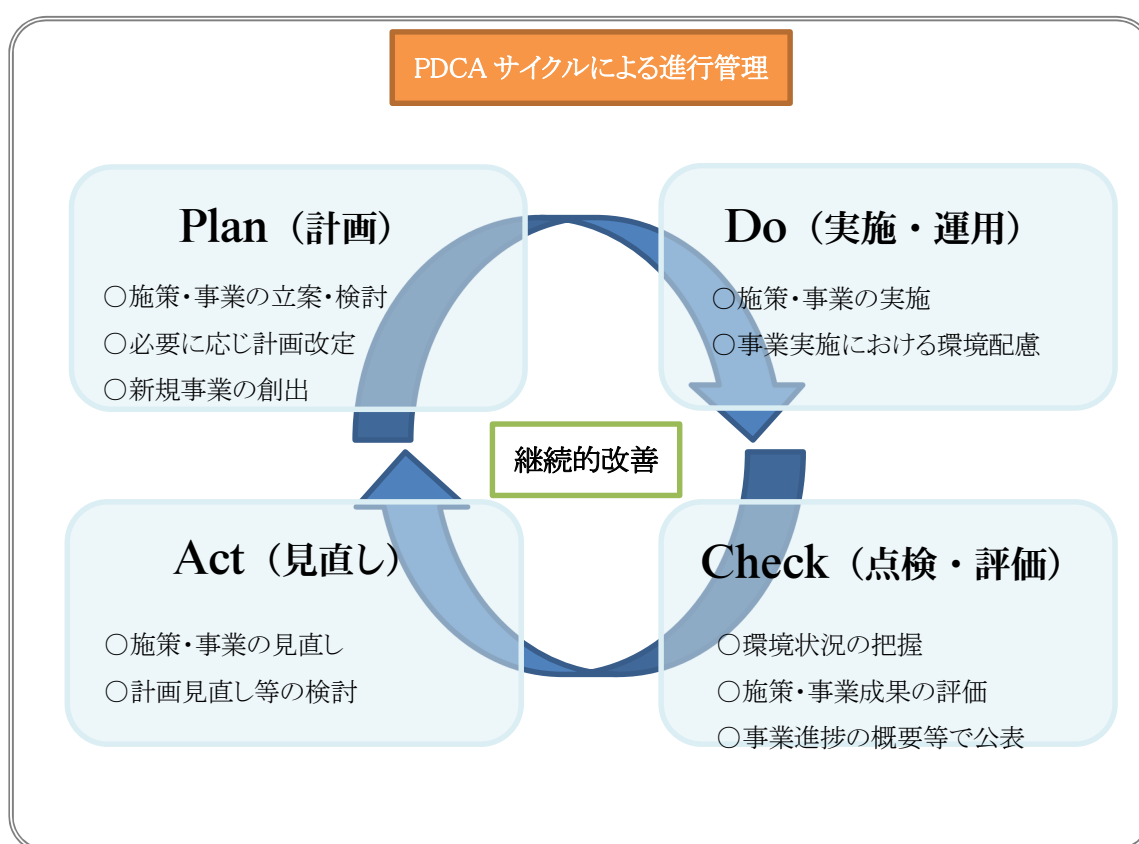 PDCA サイクルによる進行管理
Plan（計画）
○施策・事業の立案・検討
○必要に応じ計画改定
○新規事業の創出
Do（実施・運用）
○施策・事業の実施
○事業実施における環境配慮
継続的改善
Act（見直し）
○施策・事業の見直し
○計画見直し等の検討
Check（点検・評価）
○環境状況の把握
○施策・事業成果の評価
○事業進捗の概要等で公表